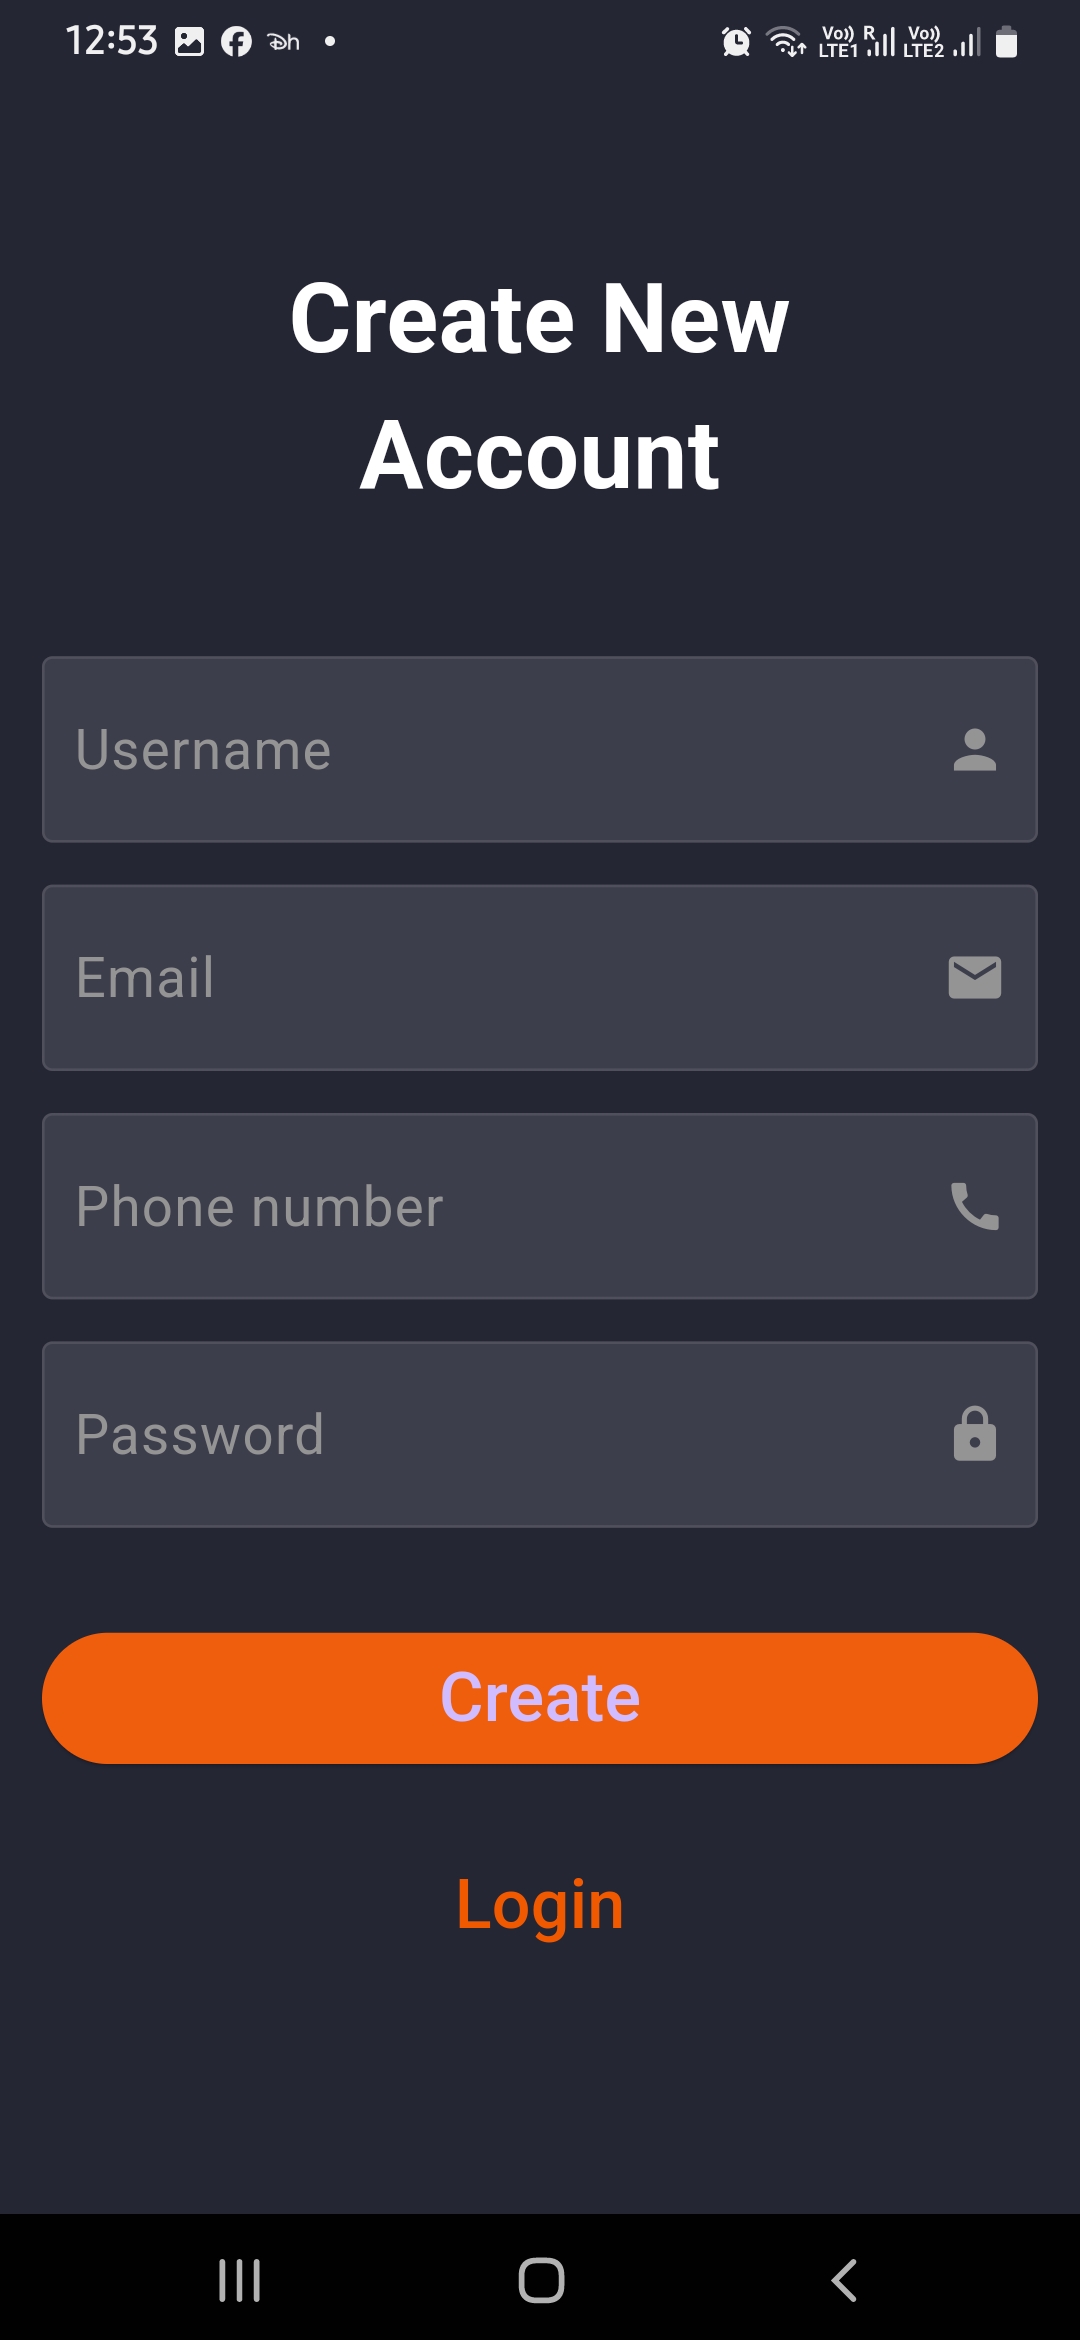 12:53
Vo)) R Vo))
LTE1 LTE2
Create New
Account
Username
Email
Phone number
Password
Create
Login